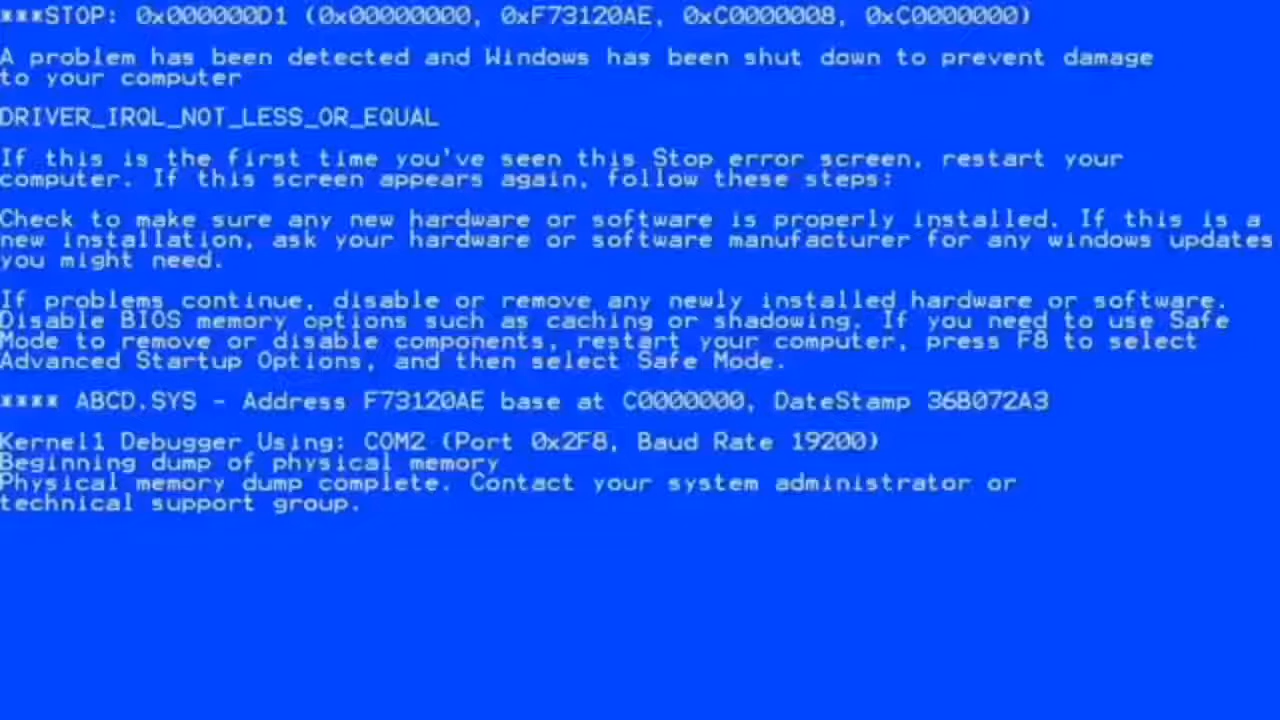 ***STOP: 0x000000D1 (0x00000000, 0xF73120AE, 0xC0000008, 0xC0000000)
A problem has been detected and Windows has been shut down to prevent damage
to your computer
DRIVER_IRQL_NOT_LESS_OR_EQUAL
If this is the first time you've seen this Stop error screen, restart your
computer. If this screen appears again, follow these steps:
Check to make sure any new hardware or software is properly installed. If this is a
new installation, ask your hardware or software manufacturer for any windows updates
you might need.
If problems continue, disable or remove any newly installed hardware or software.
Disable BIOS memory options such as caching or shadowing. If you need to use Safe
Mode to remove or disable components, restart your computer, press F8 to select
Advanced Startup Options, and then select Safe Mode.
**** ABCD.SYS - Address F73120AE base at C0000000, DateStamp 36B072A3
Kernel1 Debugger Using: COM2 (Port 0x2F8, Baud Rate 19200)
Beginning dump of physical memory
Physical memory dump complete. Contact your system administrator or
technical support group.